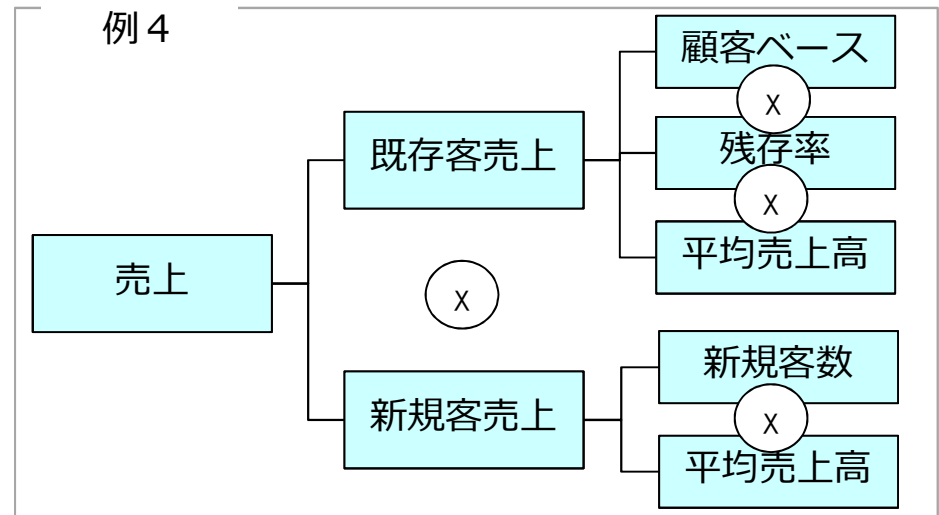 例４
顧客ベース
x
既存客売上
残存率
x
平均売上高
売上
x
新規客数
新規客売上
x
平均売上高